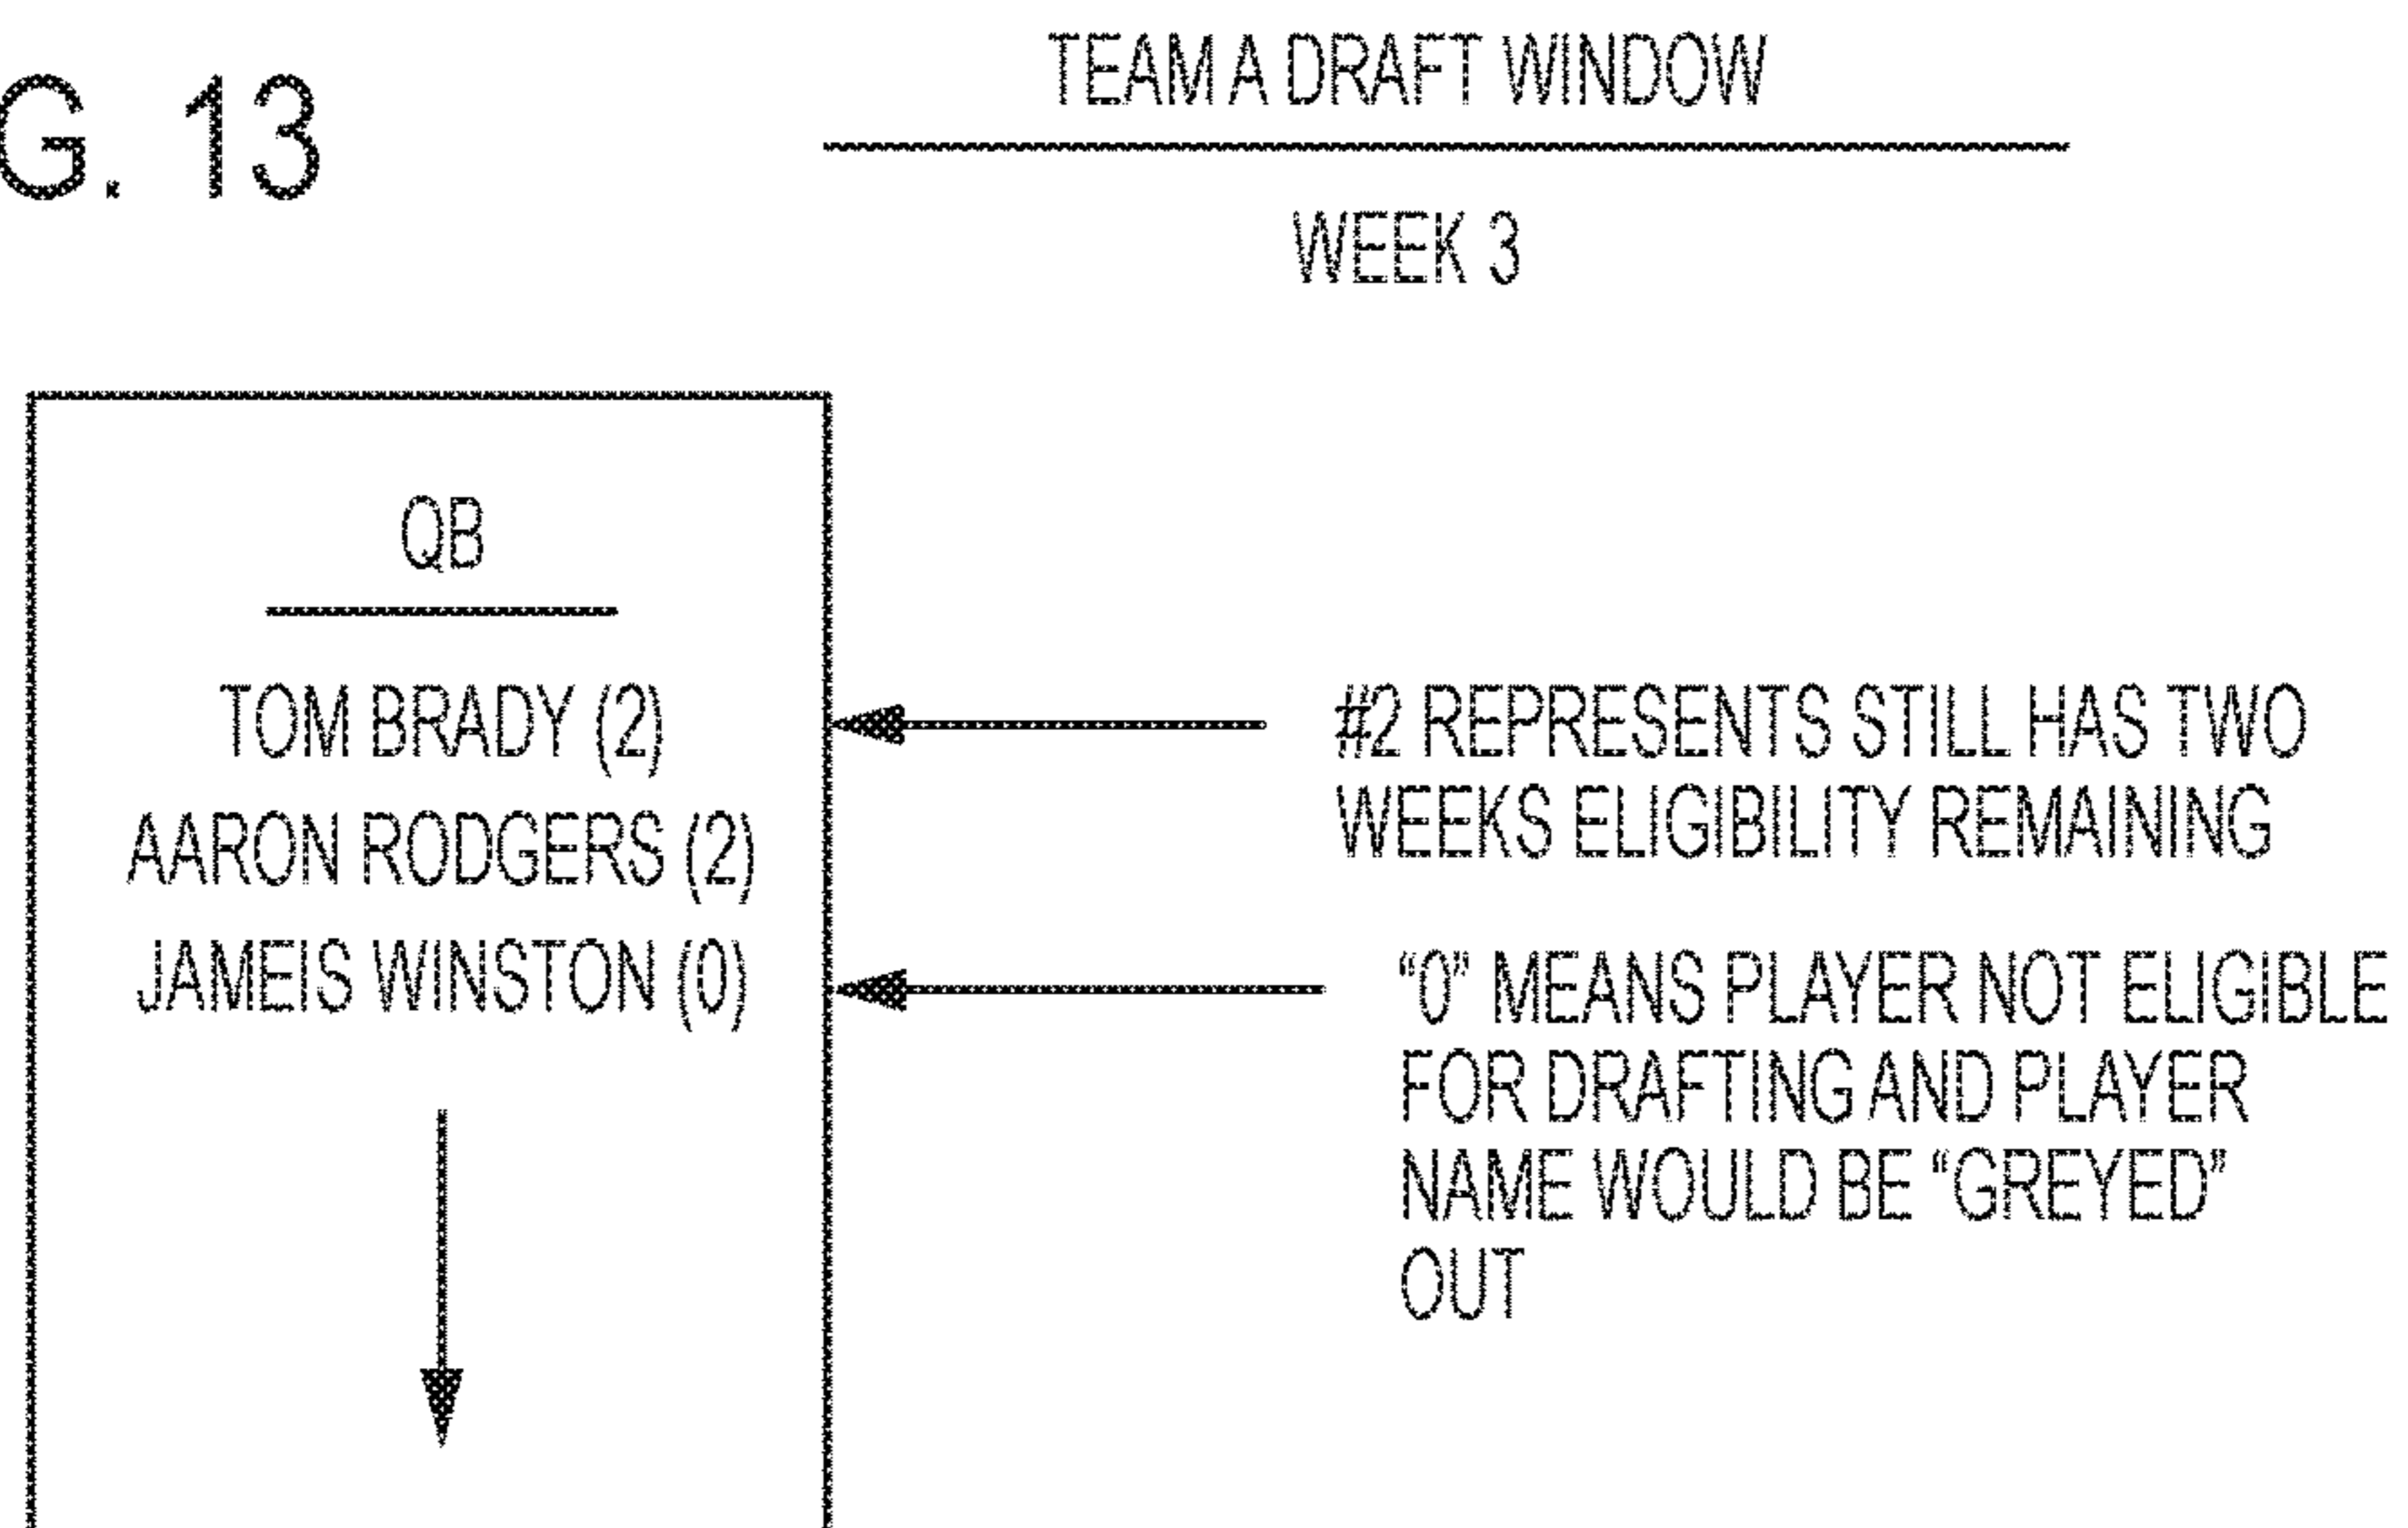 G. 13
TEAM A DRAFT WINDOW
WEEK 3
QB
TOM BRADY (2)
AARON RODGERS (2)
JAMEIS WINSTON (0)
#2 REPRESENTS STILL HAS TWO
WEEKS ELIGIBILITY REMAINING
“0” MEANS PLAYER NOT ELIGIBLE
FOR DRAFTING AND PLAYER
NAME WOULD BE “GREYED”
OUT